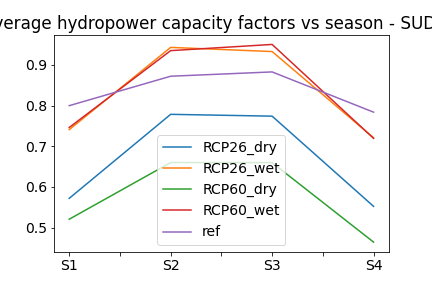 verage hydropower capacity factors vs season - SUD
0.9
0.8
0.7
0.6
0.5
RCP26_dry
RCP26_wet
RCP60_dry
RCP60_wet
ref
S1 S2 S3 S4